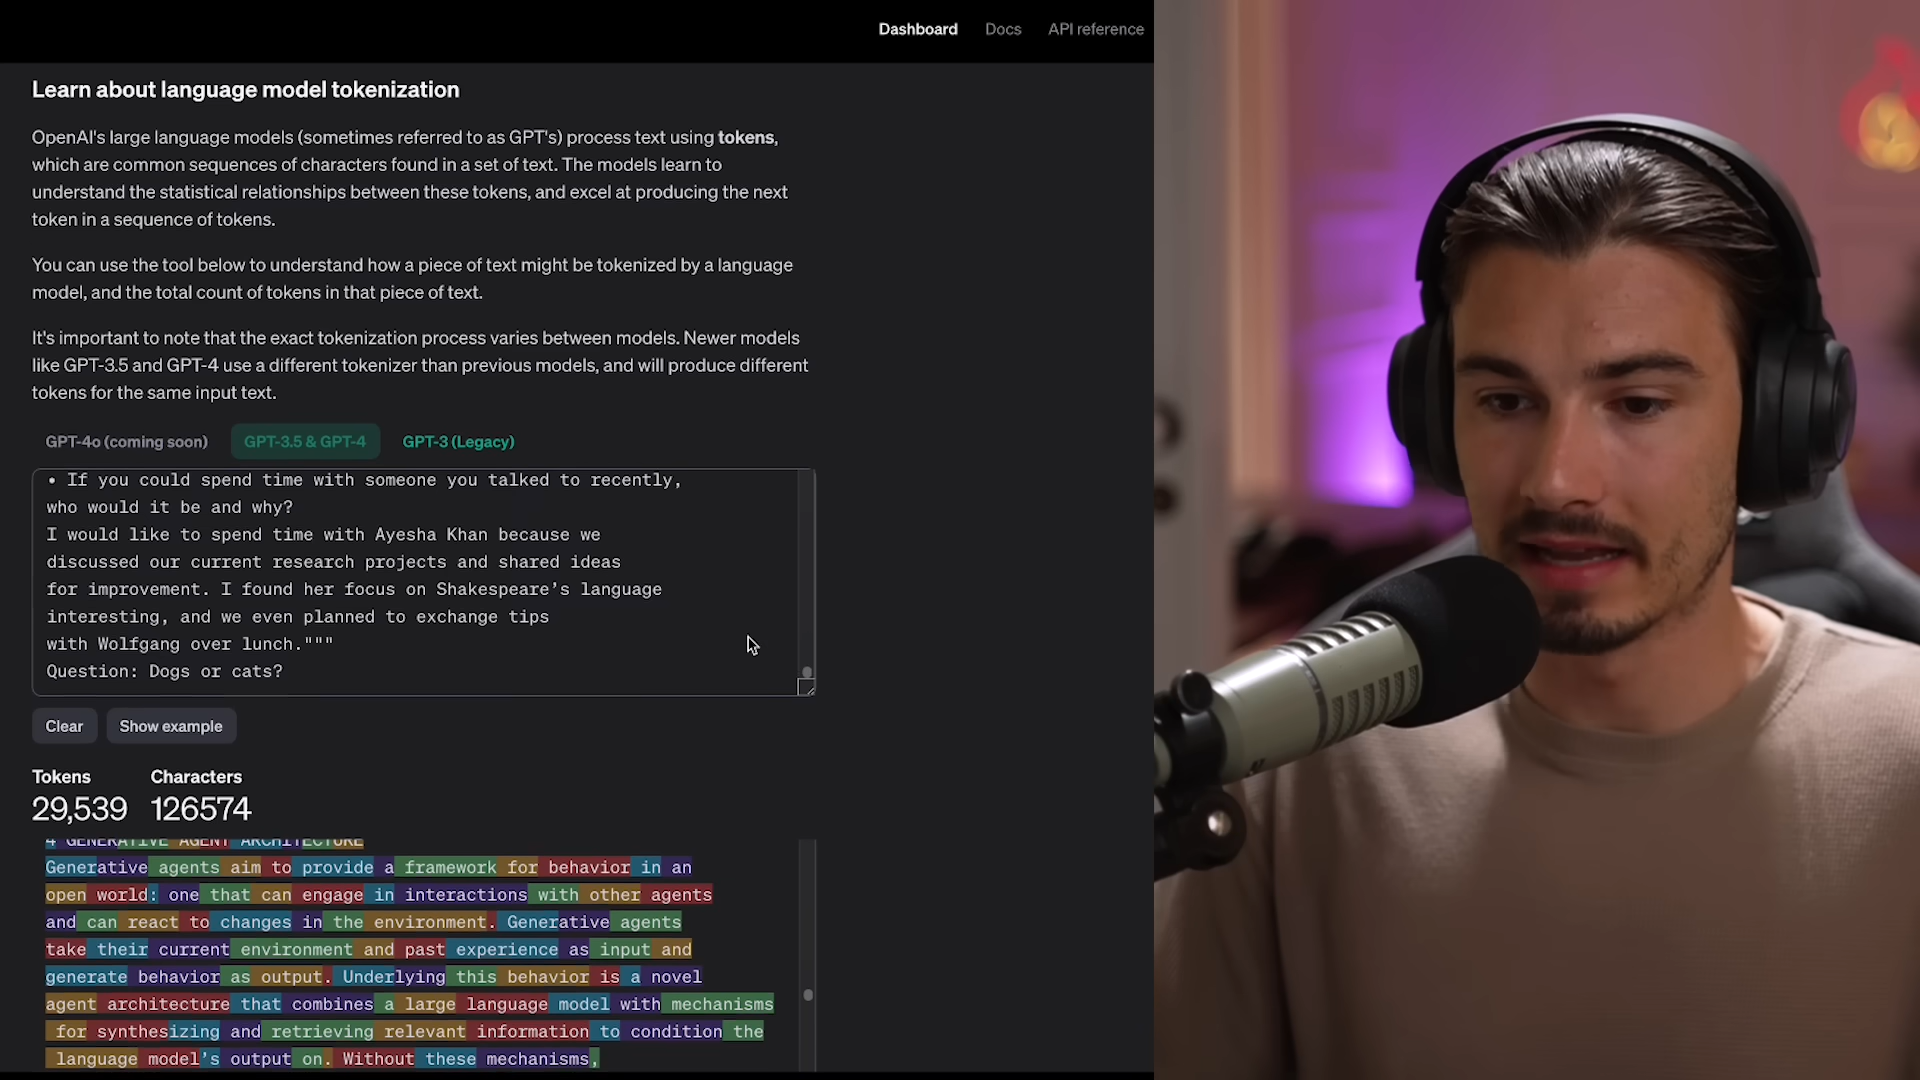 Dashboard Docs API reference
Learn about language model tokenization
OpenAI's large language models (sometimes referred to as GPT's) process text using tokens,
which are common sequences of characters found in a set of text. The models learn to
understand the statistical relationships between these tokens, and excel at producing the next
token in a sequence of tokens.
You can use the tool below to understand how a piece of text might be tokenized by a language
model, and the total count of tokens in that piece of text.
It's important to note that the exact tokenization process varies between models. Newer models
like GPT-3.5 and GPT-4 use a different tokenizer than previous models, and will produce different
tokens for the same input text.
GPT-4o (coming soon) GPT-3.5 & GPT-4 GPT-3 (Legacy)
• If you could spend time with someone you talked to recently,
who would it be and why?
I would like to spend time with Ayesha Khan because we
discussed our current research projects and shared ideas
for improvement. I found her focus on Shakespeare’s language
interesting, and we even planned to exchange tips
with Wolfgang over lunch."""
Question: Dogs or cats?
Clear Show example
Tokens Characters
29,539 126574
4 GENERATIVE AGENT ARCHITECTURE
Generative agents aim to provide a framework for behavior in an
open world: one that can engage in interactions with other agents
and can react to changes in the environment. Generative agents
take their current environment and past experience as input and
generate behavior as output. Underlying this behavior is a novel
agent architecture that combines a large language model with mechanisms
for synthesizing and retrieving relevant information to condition the
language model’s output on. Without these mechanisms,